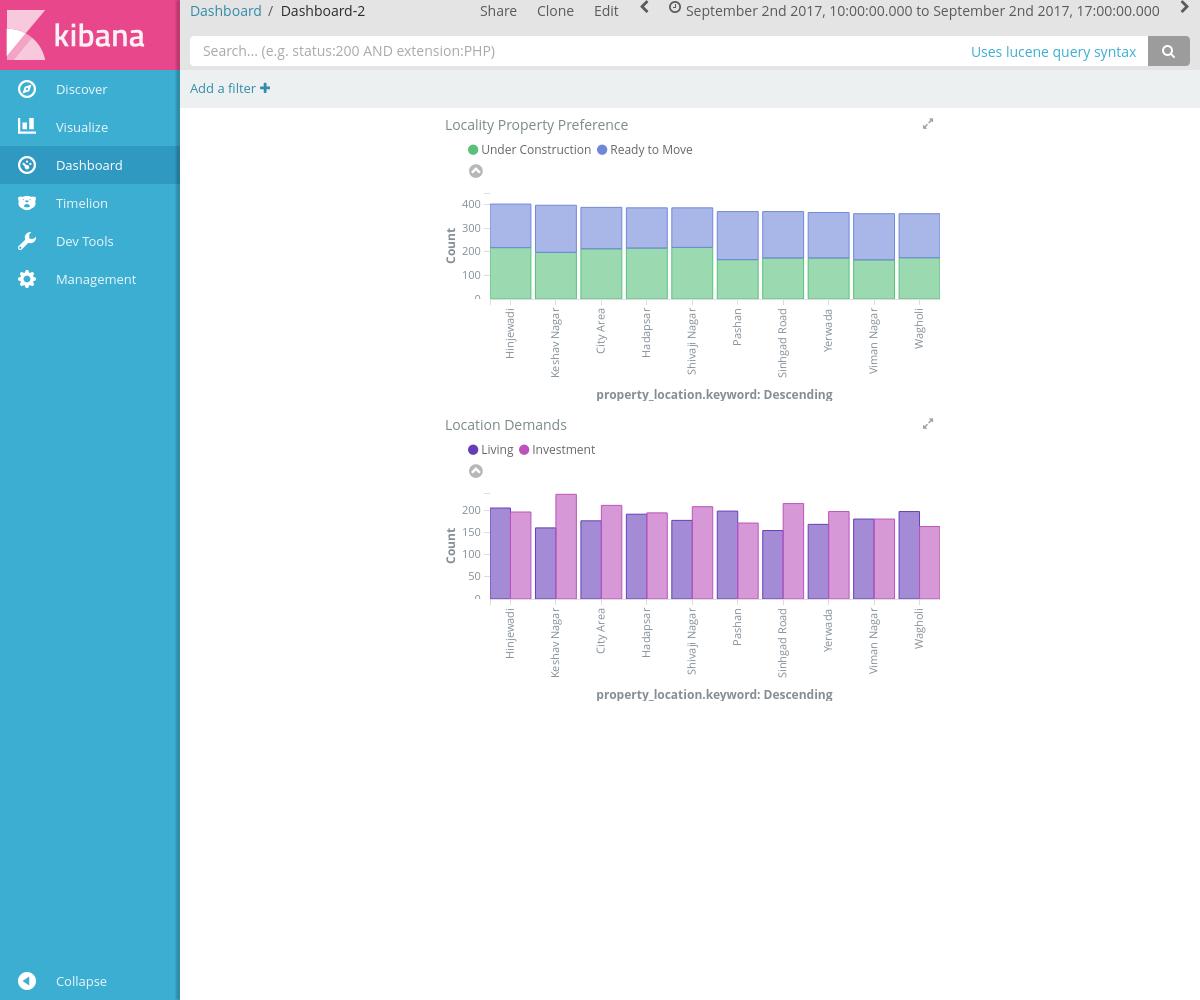 kibana
Discover
Visualize
Dashboard
Timelion
Dev Tools
Management
Collapse
Dashboard / Dashboard-2
Share Clone Edit September 2nd 2017, 10:00:00.000 to September 2nd 2017, 17:00:00.000
Search... (e.g. status:200 AND extension:PHP) Uses lucene query syntax
Add a filter +
Locality Property Preference
Under Construction Ready to Move
Count
400
300
200
100
0
Hinjewadi
Keshav Nagar
City Area
Hadapsar
Shivaji Nagar
Pashan
Sinhgad Road
Yerwada
Viman Nagar
Wagholi
property_location.keyword: Descending
Location Demands
Living Investment
Count
200
150
100
50
0
Hinjewadi
Keshav Nagar
City Area
Hadapsar
Shivaji Nagar
Pashan
Sinhgad Road
Yerwada
Viman Nagar
Wagholi
property_location.keyword: Descending